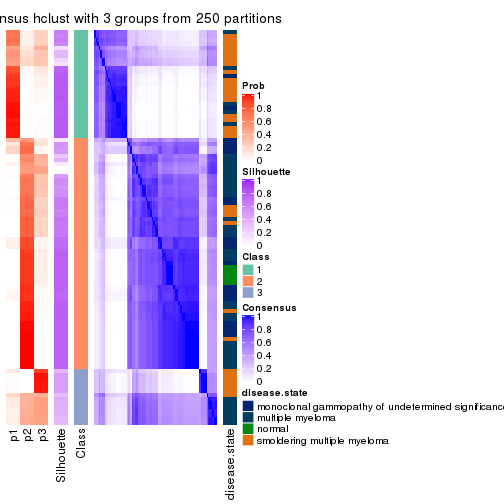 nsus hclust with 3 groups from 250 partitions
Prob
1
0.8
0.6
0.4
0.2
0
Silhouette
1
0.8
0.6
0.4
0.2
0
Class
1
2
3
Consensus
1
0.8
0.6
0.4
0.2
0
disease.state
monoclonal gammopathy of undetermined significance
multiple myeloma
normal
smoldering multiple myeloma
p1
p2
p3
Silhouette
Class
disease.state